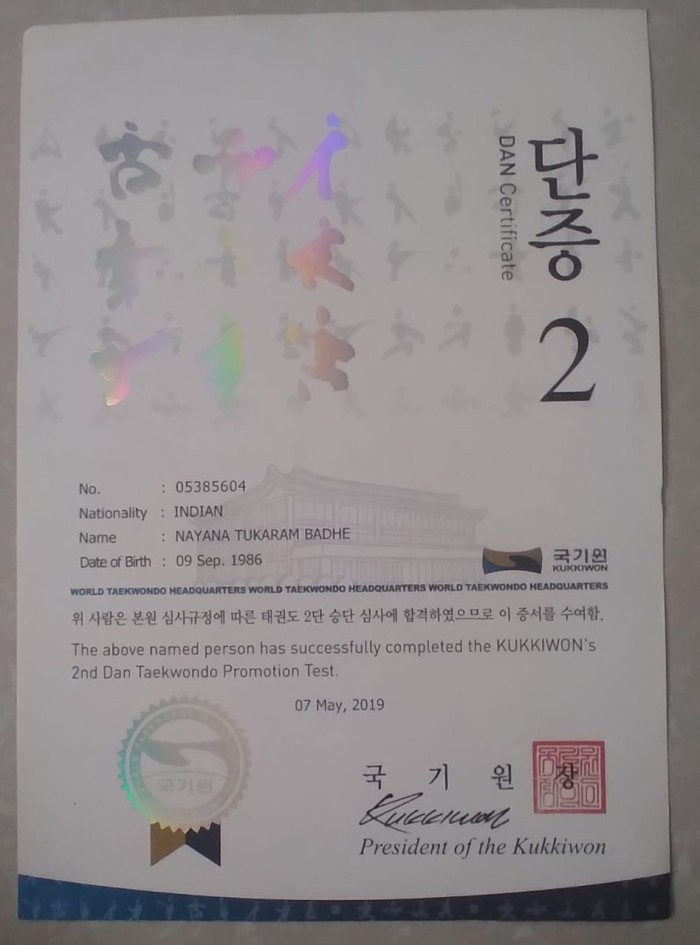 단증
DAN Certificate
2
No. : 05385604
Nationality : INDIAN
Name : NAYANA TUKARAM BADHE
Date of Birth : 09 Sep. 1986
국기원
KUKKIWON
WORLD TAEKWONDO HEADQUARTERS WORLD TAEKWONDO HEADQUARTERS WORLD TAEKWONDO HEADQUARTERS
위 사람은 본원 심사규정에 따른 태권도 2단 승단 심사에 합격하였으므로 이 증서를 수여함.
The above named person has successfully completed the KUKKIWON's
2nd Dan Taekwondo Promotion Test.
07 May, 2019
국기원
국 기 원 장
Kukkiwon
President of the Kukkiwon